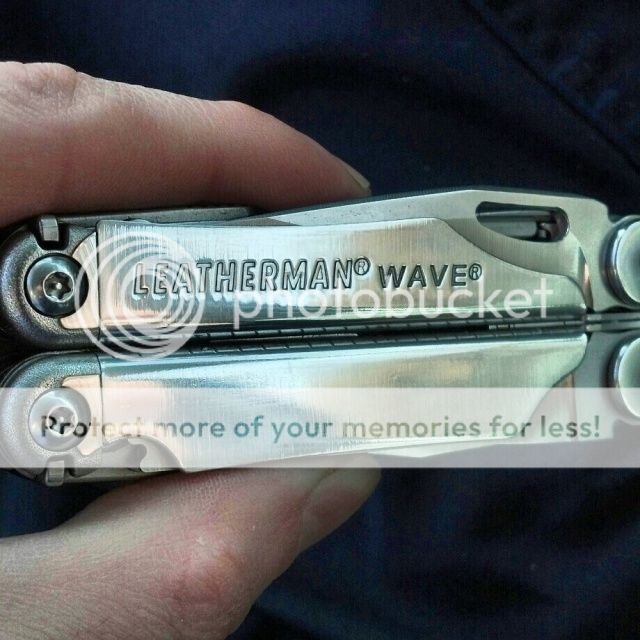 LEATHERMAN® WAVE®
photobucket
Protect more of your memories for less!